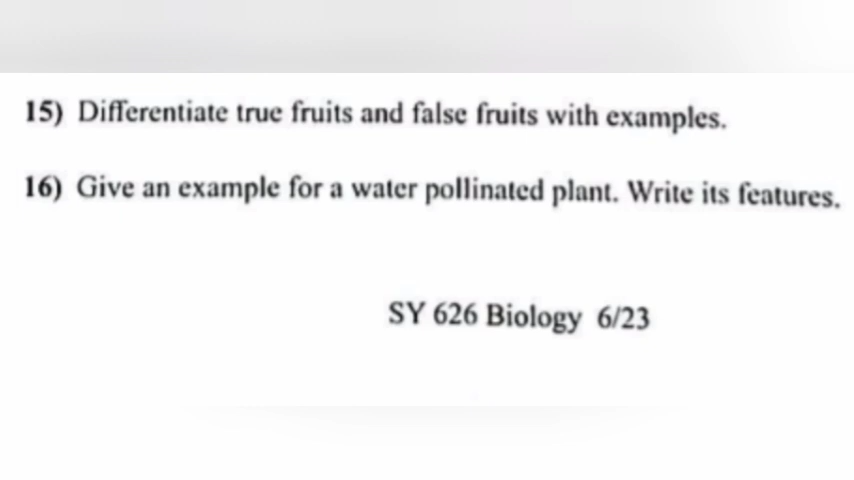 15) Differentiate true fruits and false fruits with examples.
16) Give an example for a water pollinated plant. Write its features.
SY 626 Biology 6/23